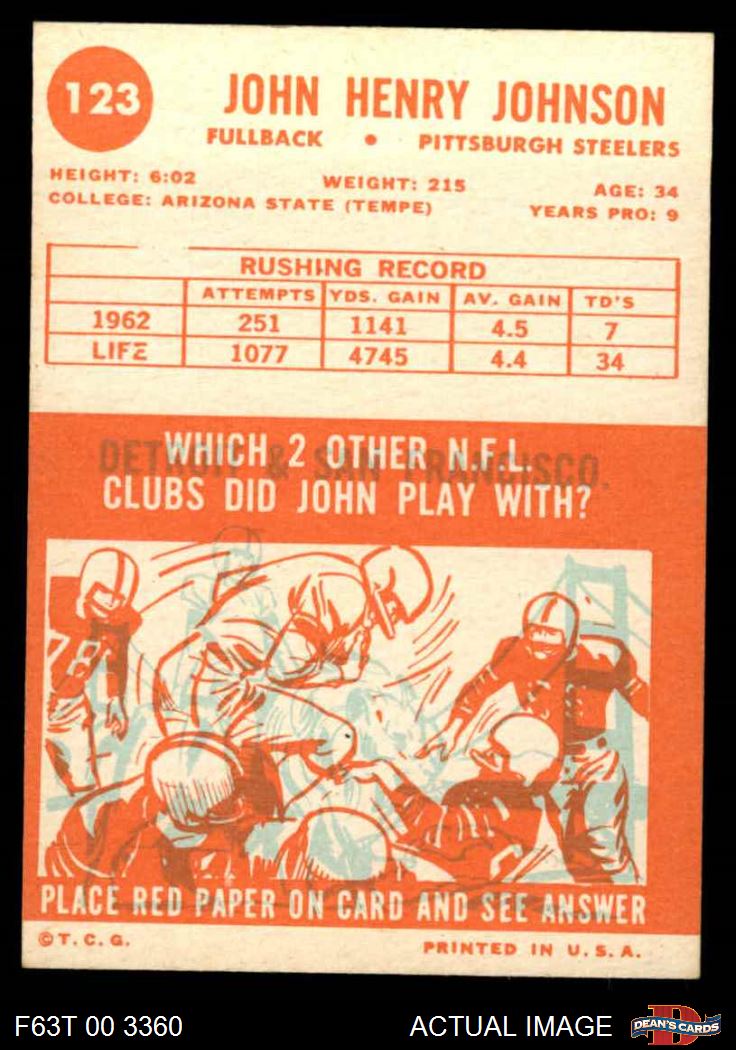 123
JOHN HENRY JOHNSON
FULLBACK • PITTSBURGH STEELERS
HEIGHT: 6:02 WEIGHT: 215 AGE: 34
COLLEGE: ARIZONA STATE (TEMPE) YEARS PRO: 9
RUSHING RECORD
ATTEMPTS YDS. GAIN AV. GAIN TD'S
1962 251 1141 4.5 7
LIFE 1077 4745 4.4 34
WHICH 2 OTHER N.F.L.
DETROIT & SAN FRANCISCO.
CLUBS DID JOHN PLAY WITH?
78
PLACE RED PAPER ON CARD AND SEE ANSWER
©T.C.G. PRINTED IN U.S.A.
F63T 00 3360 ACTUAL IMAGE DEAN'S CARDS